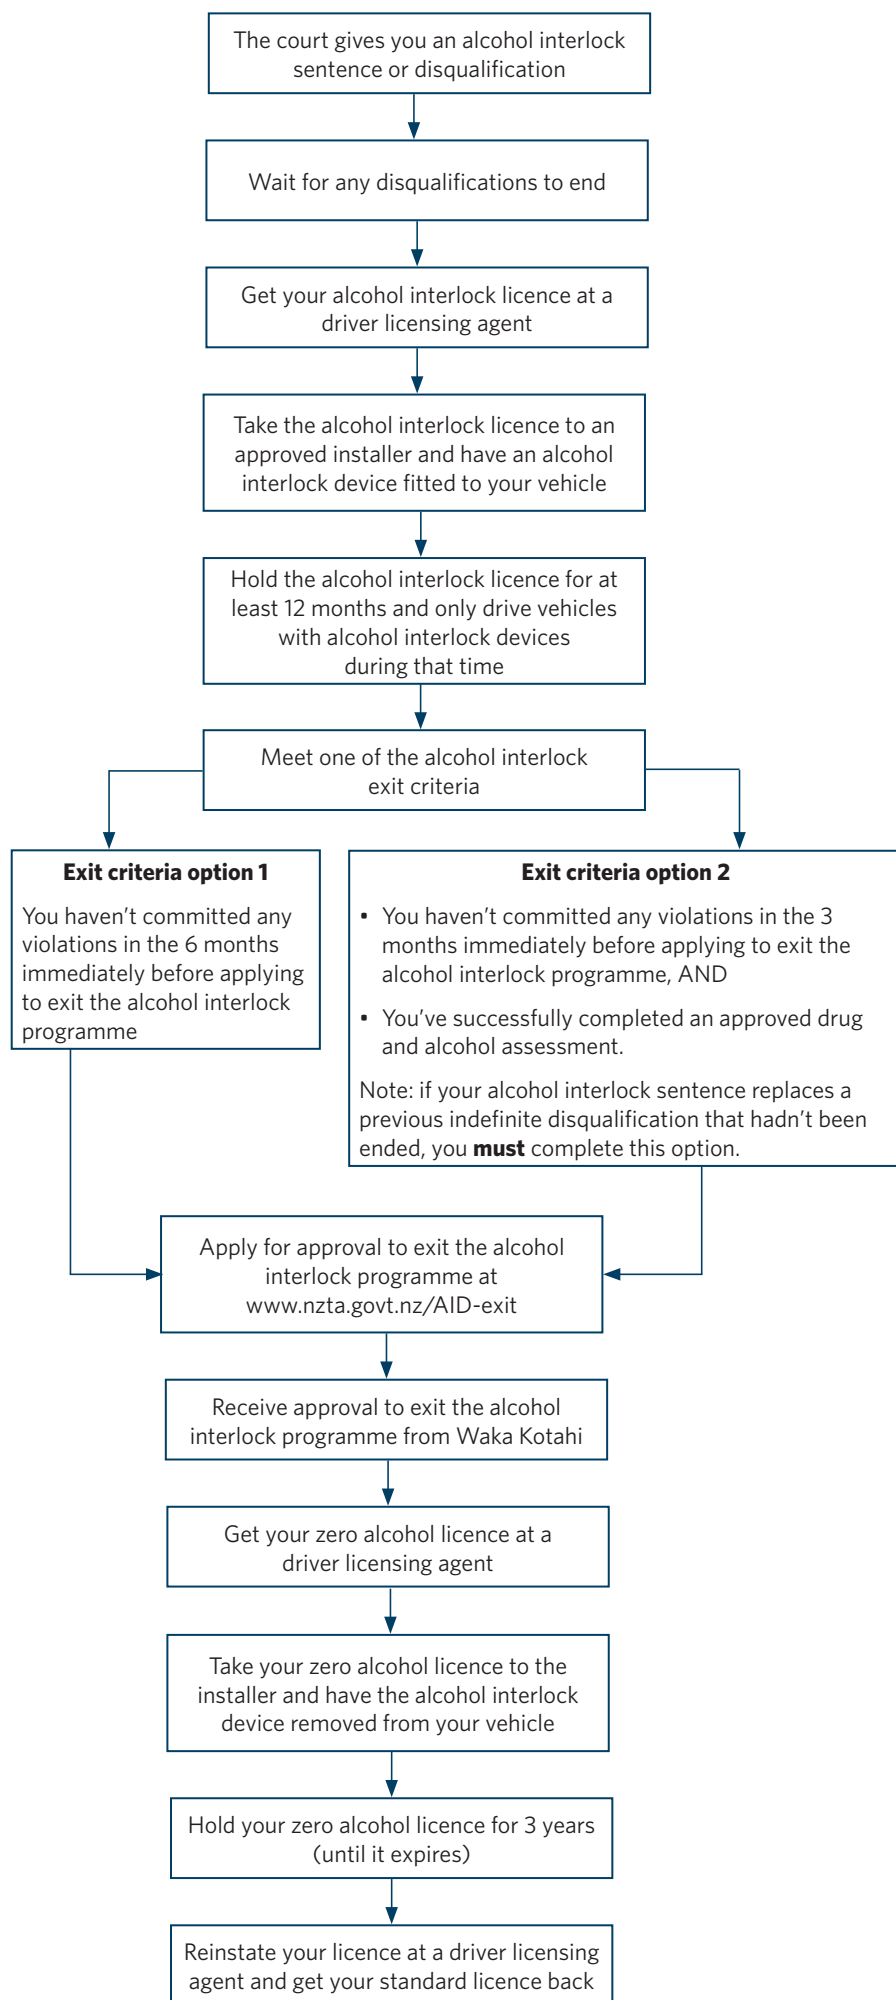 The court gives you an alcohol interlock
sentence or disqualification
Wait for any disqualifications to end
Get your alcohol interlock licence at a
driver licensing agent
Take the alcohol interlock licence to an
approved installer and have an alcohol
interlock device fitted to your vehicle
Hold the alcohol interlock licence for at
least 12 months and only drive vehicles
with alcohol interlock devices
during that time
Meet one of the alcohol interlock
exit criteria
Exit criteria option 1
You haven't committed any
violations in the 6 months
immediately before applying
to exit the alcohol interlock
programme
Exit criteria option 2
• You haven't committed any violations in the 3
months immediately before applying to exit the
alcohol interlock programme, AND
• You've successfully completed an approved drug
and alcohol assessment.
Note: if your alcohol interlock sentence replaces a
previous indefinite disqualification that hadn't been
ended, you must complete this option.
Apply for approval to exit the alcohol
interlock programme at
www.nzta.govt.nz/AID-exit
Receive approval to exit the alcohol
interlock programme from Waka Kotahi
Get your zero alcohol licence at a
driver licensing agent
Take your zero alcohol licence to the
installer and have the alcohol interlock
device removed from your vehicle
Hold your zero alcohol licence for 3 years
(until it expires)
Reinstate your licence at a driver licensing
agent and get your standard licence back